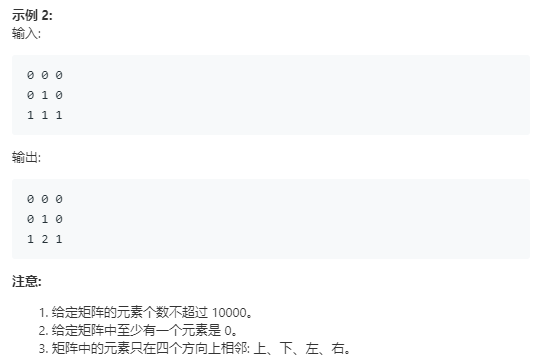 示例 2:
输入:
0 0 0
0 1 0
1 1 1
输出:
0 0 0
0 1 0
1 2 1
注意:
1. 给定矩阵的元素个数不超过 10000。
2. 给定矩阵中至少有一个元素是 0。
3. 矩阵中的元素只在四个方向上相邻: 上、下、左、右。